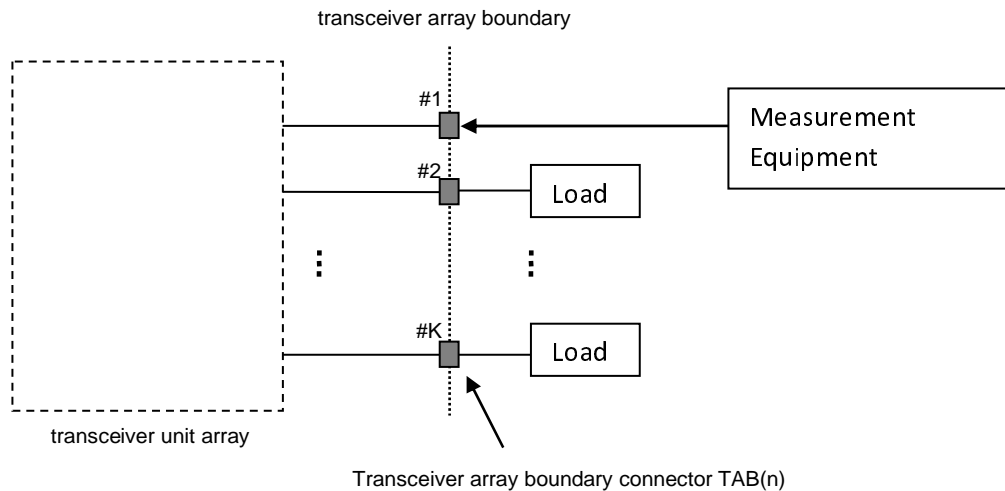 transceiver array boundary
#1
Measurement
Equipment
#2
Load
#K
Load
transceiver unit array
Transceiver array boundary connector TAB(n)